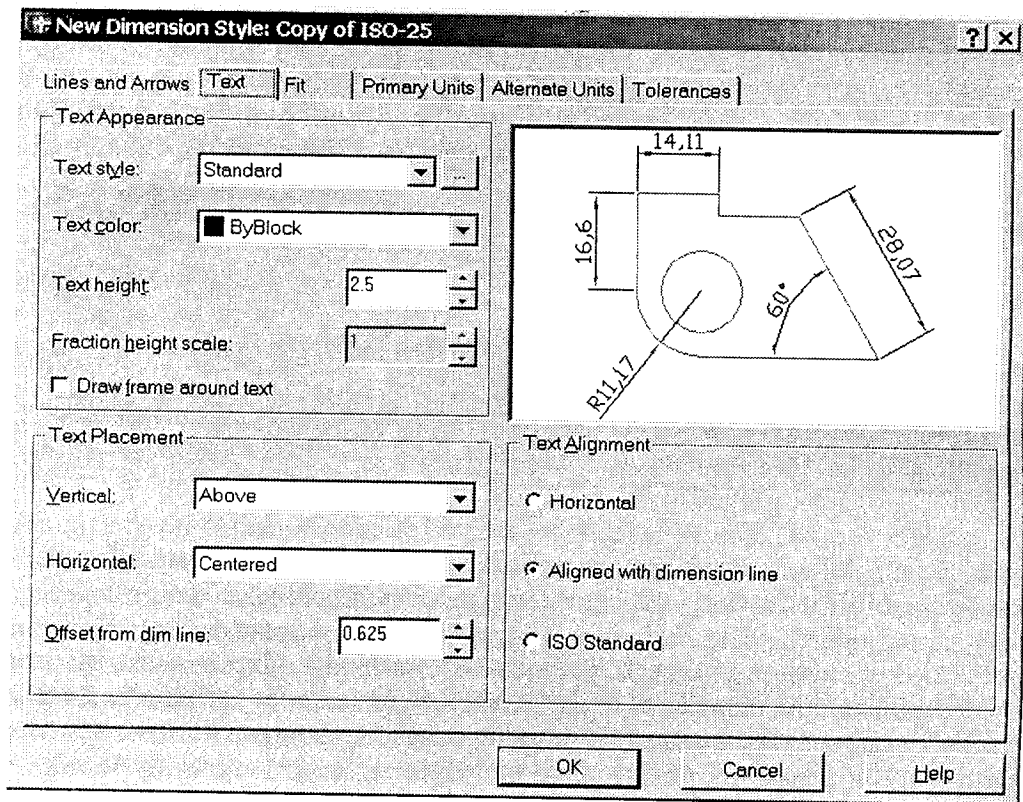 New Dimension Style: Copy of ISO-25
? ×
Lines and Arrows Text Fit Primary Units Alternate Units Tolerances
Text Appearance
Text style: Standard ...
Text color: ByBlock
Text height: 2.5
Fraction height scale: 1
Draw frame around text
14,11
16,6
28,07
60°
R11,17
Text Placement
Vertical: Above
Horizontal: Centered
Offset from dim line: 0.625
Text Alignment
Horizontal
Aligned with dimension line
ISO Standard
OK Cancel Help